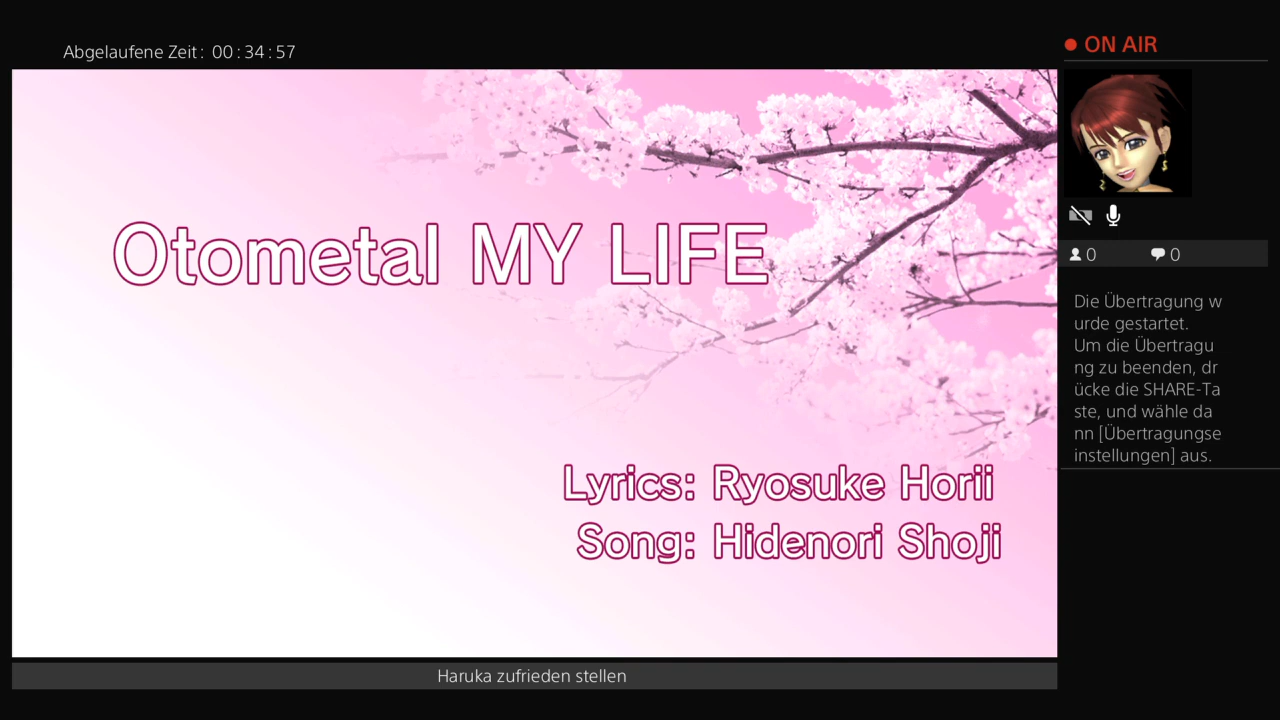 Abgelaufene Zeit: 00:34:57
ON AIR
Otometal MY LIFE
Lyrics: Ryosuke Horii
Song: Hidenori Shoji
0 0
Die Übertragung w
urde gestartet.
Um die Übertragu
ng zu beenden, dr
ücke die SHARE-Ta
ste, und wähle da
nn [Übertragungse
instellungen] aus.
Haruka zufrieden stellen